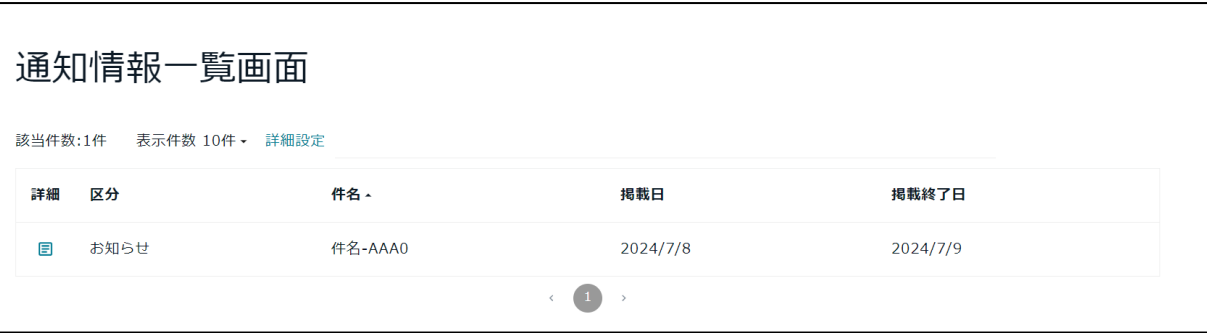 通知情報一覧画面
該当件数:1件 表示件数 10件 詳細設定
詳細 区分 件名 掲載日 掲載終了日
お知らせ 件名-AAA0 2024/7/8 2024/7/9
‹ 1 ›